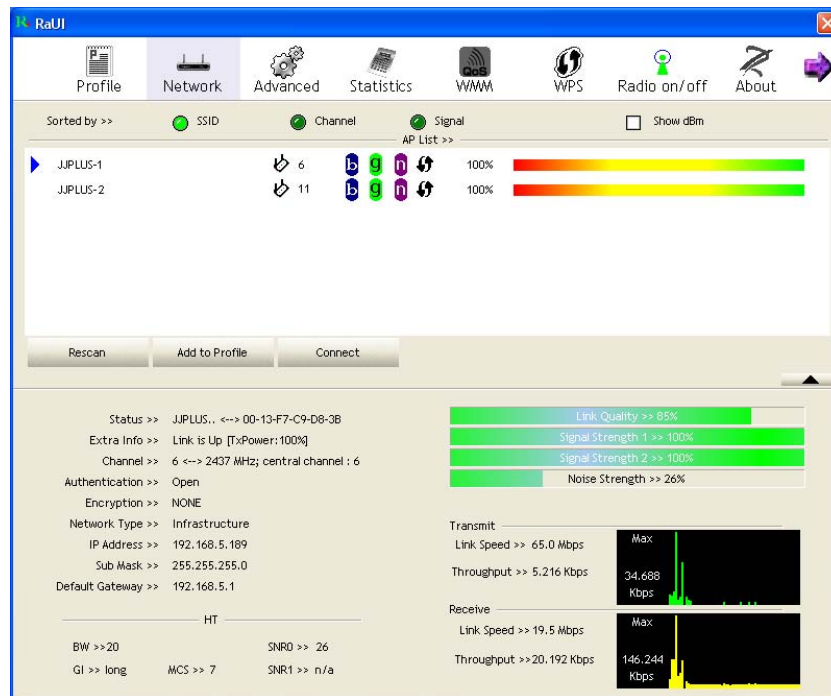 RaUI
Profile Network Advanced Statistics QoS WMM WPS Radio on/off About
Sorted by >> SSID Channel Signal Show dBm
AP List >>
JJPLUS-1 6 b g n 100%
JJPLUS-2 11 b g n 100%
Rescan Add to Profile Connect
Status >> JJPLUS.. <--> 00-13-F7-C9-D8-3B
Extra Info >> Link is Up [TxPower:100%]
Channel >> 6 <--> 2437 MHz; central channel : 6
Authentication >> Open
Encryption >> NONE
Network Type >> Infrastructure
IP Address >> 192.168.5.189
Sub Mask >> 255.255.255.0
Default Gateway >> 192.168.5.1
HT
BW >>20 SNR0 >> 26
GI >> long MCS >> 7 SNR1 >> n/a
Link Quality >> 85%
Signal Strength 1 >> 100%
Signal Strength 2 >> 100%
Noise Strength >> 26%
Transmit
Link Speed >> 65.0 Mbps
Throughput >> 5.216 Kbps
Max
34.688
Kbps
Receive
Link Speed >> 19.5 Mbps
Throughput >>20.192 Kbps
Max
146.244
Kbps